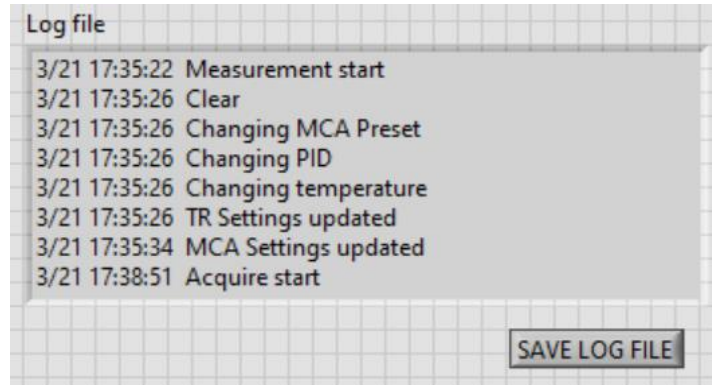 Log file
3/21 17:35:22 Measurement start
3/21 17:35:26 Clear
3/21 17:35:26 Changing MCA Preset
3/21 17:35:26 Changing PID
3/21 17:35:26 Changing temperature
3/21 17:35:26 TR Settings updated
3/21 17:35:34 MCA Settings updated
3/21 17:38:51 Acquire start
SAVE LOG FILE